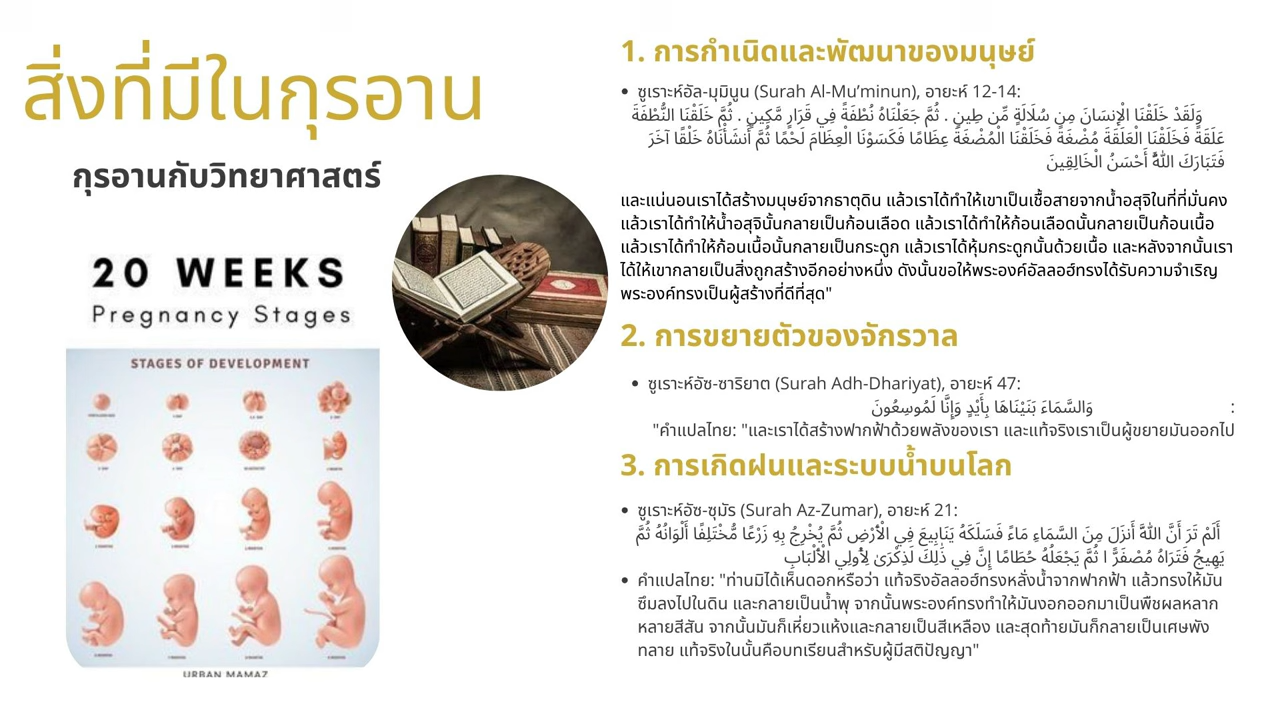 สิ่งที่มีในกุรอาน
กุรอานกับวิทยาศาสตร์
20 WEEKS
Pregnancy Stages
STAGES OF DEVELOPMENT
URBAN MAMAZ
1. การกำเนิดและพัฒนาของมนุษย์
• ซูเราะห์อัล-มุมินูน (Surah Al-Mu’minun), อายะห์ 12-14:
وَلَقَدْ خَلَقْنَا الْإِنسَانَ مِن سُلَالَةٍ مِّن طِينٍ . ثُمَّ جَعَلْنَاهُ نُطْفَةً فِي قَرَارٍ مَّكِينٍ . ثُمَّ خَلَقْنَا النُّطْفَةَ
عَلَقَةً فَخَلَقْنَا الْعَلَقَةَ مُضْغَةً فَخَلَقْنَا الْمُضْغَةَ عِظَامًا فَكَسَوْنَا الْعِظَامَ لَحْمًا ثُمَّ أَنشَأْنَاهُ خَلْقًا آخَرَ
فَتَبَارَكَ اللَّهُ أَحْسَنُ الْخَالِقِينَ
และแน่นอนเราได้สร้างมนุษย์จากธาตุดิน แล้วเราได้ทำให้เขาเป็นเชื้อสายจากน้ำอสุจิในที่ที่มั่นคง
แล้วเราได้ทำให้น้ำอสุจินั้นกลายเป็นก้อนเลือด แล้วเราได้ทำให้ก้อนเลือดนั้นกลายเป็นก้อนเนื้อ
แล้วเราได้ทำให้ก้อนเนื้อนั้นกลายเป็นกระดูก แล้วเราได้หุ้มกระดูกนั้นด้วยเนื้อ และหลังจากนั้นเรา
ได้ให้เขากลายเป็นสิ่งถูกสร้างอีกอย่างหนึ่ง ดังนั้นขอให้พระองค์อัลลอฮ์ทรงได้รับความจำเริญ
พระองค์ทรงเป็นผู้สร้างที่ดีที่สุด"
2. การขยายตัวของจักรวาล
• ซูเราะห์อัซ-ซาริยาต (Surah Adh-Dhariyat), อายะห์ 47:
: وَالسَّمَاءَ بَنَيْنَاهَا بِأَيْدٍ وَإِنَّا لَمُوسِعُونَ
"คำแปลไทย: "และเราได้สร้างฟากฟ้าด้วยพลังของเรา และแท้จริงเราเป็นผู้ขยายมันออกไป
3. การเกิดฝนและระบบน้ำบนโลก
• ซูเราะห์อัซ-ซุมัร (Surah Az-Zumar), อายะห์ 21:
أَلَمْ تَرَ أَنَّ اللَّهَ أَنزَلَ مِنَ السَّمَاءِ مَاءً فَسَلَكَهُ يَنَابِيعَ فِي الْأَرْضِ ثُمَّ يُخْرِجُ بِهِ زَرْعًا مُّخْتَلِفًا أَلْوَانُهُ ثُمَّ
يَهِيجُ فَتَرَاهُ مُصْفَرًّ ا ثُمَّ يَجْعَلُهُ حُطَامًا إِنَّ فِي ذَٰلِكَ لَذِكْرَىٰ لِأُولِي الْأَلْبَابِ
• คำแปลไทย: "ท่านมิได้เห็นดอกหรือว่า แท้จริงอัลลอฮ์ทรงหลั่งน้ำจากฟากฟ้า แล้วทรงให้มัน
ซึมลงไปในดิน และกลายเป็นน้ำพุ จากนั้นพระองค์ทรงทำให้มันงอกออกมาเป็นพืชผลหลาก
หลายสีสัน จากนั้นมันก็เหี่ยวแห้งและกลายเป็นสีเหลือง และสุดท้ายมันก็กลายเป็นเศษพัง
ทลาย แท้จริงในนั้นคือบทเรียนสำหรับผู้มีสติปัญญา"